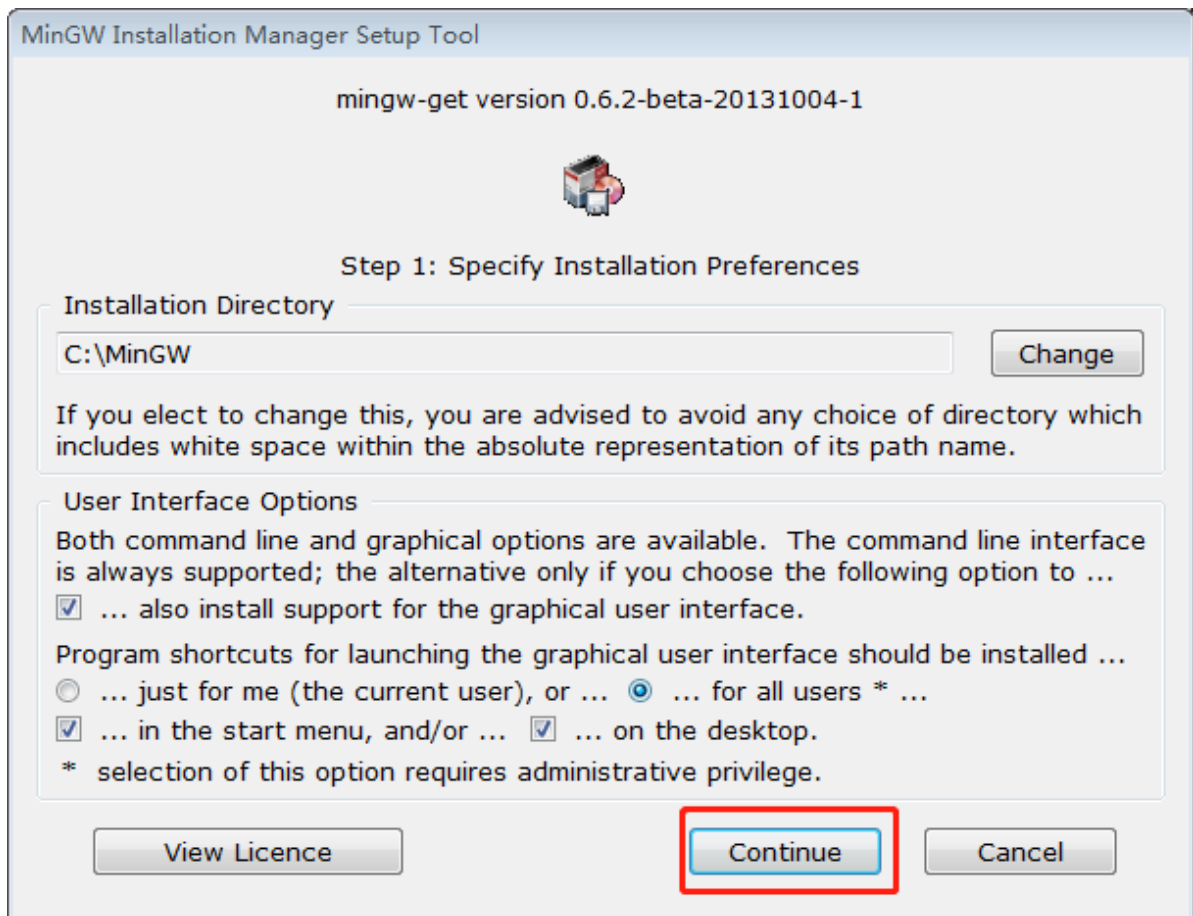 MinGW Installation Manager Setup Tool
mingw-get version 0.6.2-beta-20131004-1
Step 1: Specify Installation Preferences
Installation Directory
C:\MinGW
Change
If you elect to change this, you are advised to avoid any choice of directory which
includes white space within the absolute representation of its path name.
User Interface Options
Both command line and graphical options are available.  The command line interface
is always supported; the alternative only if you choose the following option to ...
... also install support for the graphical user interface.
Program shortcuts for launching the graphical user interface should be installed ...
... just for me (the current user), or ... ... for all users * ...
... in the start menu, and/or ... ... on the desktop.
* selection of this option requires administrative privilege.
View Licence Continue Cancel